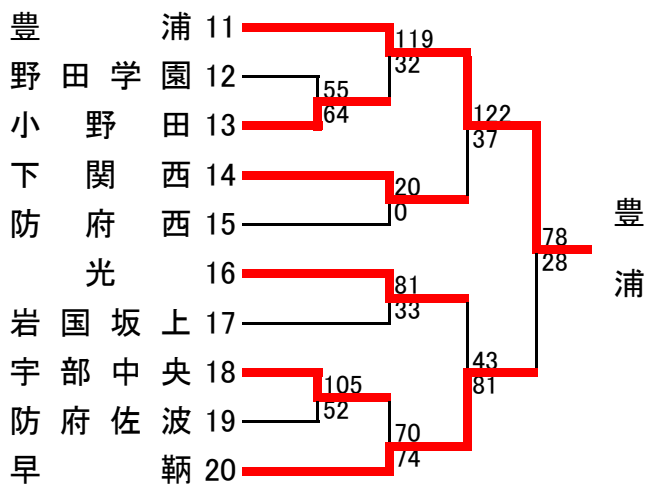 豊浦 11
野田学園 12
小野田 13
下関西 14
防府西 15
光 16
岩国坂上 17
宇部中央 18
防府佐波 19
早鞆 20
55
64
105
52
119
32
20
0
81
33
70
74
122
37
43
81
78
28
豊浦